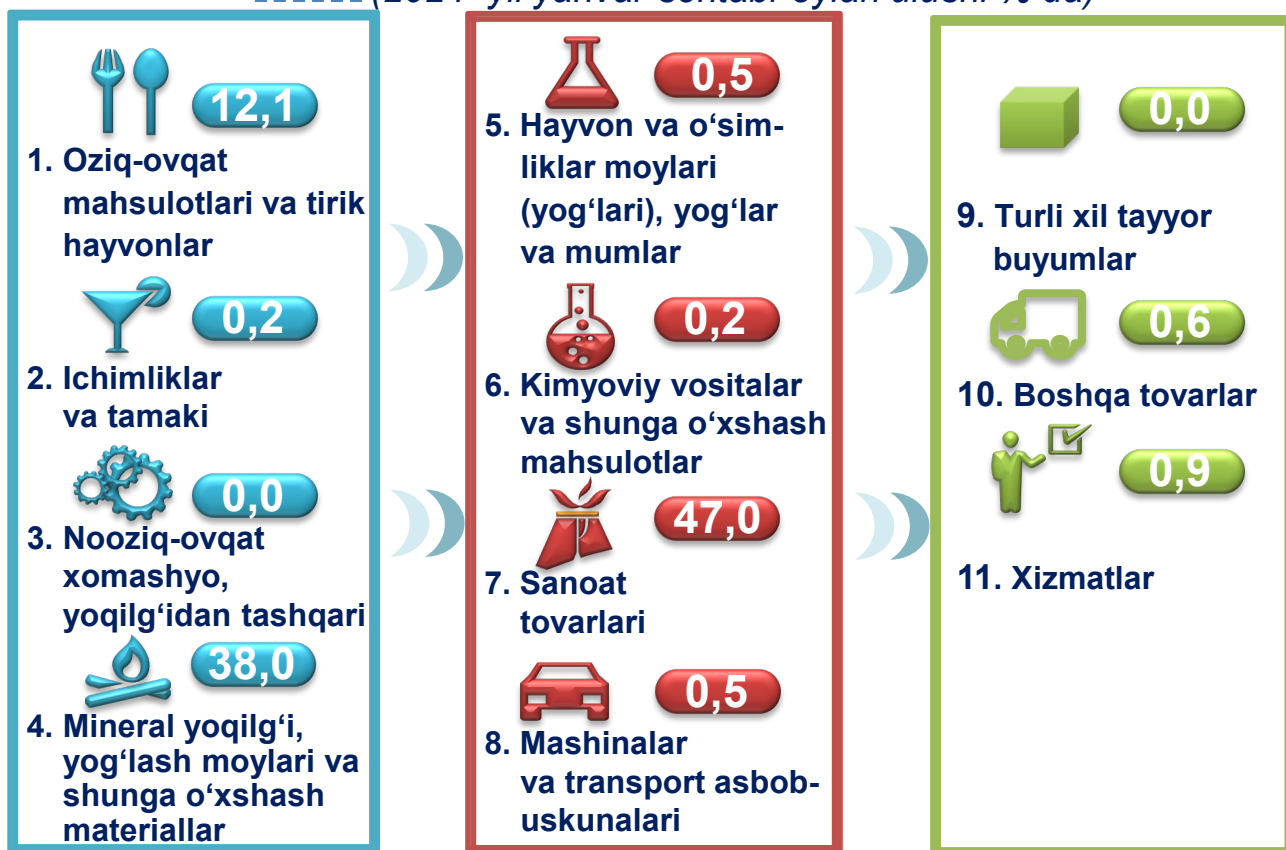 12,1
1. Oziq-ovqat
mahsulotlari va tirik
hayvonlar
0,2
2. Ichimliklar
va tamaki
0,0
3. Nooziq-ovqat
xomashyo,
yoqilg‘idan tashqari
38,0
4. Mineral yoqilg‘i,
yog‘lash moylari va
shunga o‘xshash
materiallar
0,5
5. Hayvon va o‘sim-
liklar moylari
(yog‘lari), yog‘lar
va mumlar
0,2
6. Kimyoviy vositalar
va shunga o‘xshash
mahsulotlar
47,0
7. Sanoat
tovarlari
0,5
8. Mashinalar
va transport asbob-
uskunalari
0,0
9. Turli xil tayyor
buyumlar
0,6
10. Boshqa tovarlar
0,9
11. Xizmatlar